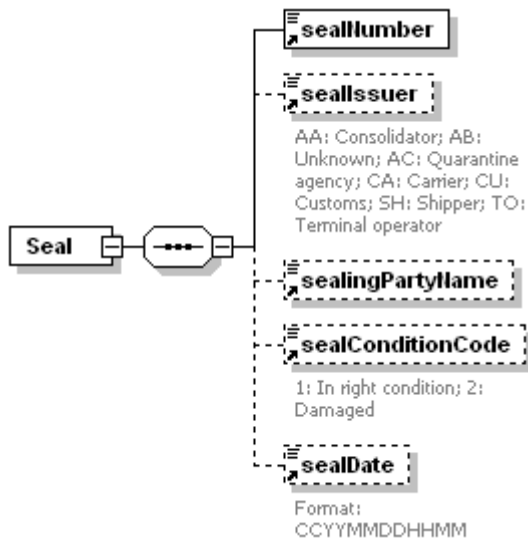 sealNumber
sealIssuer
AA: Consolidator; AB:
Unknown; AC: Quarantine
agency; CA: Carrier; CU:
Customs; SH: Shipper; TO:
Terminal operator
Seal
sealingPartyName
sealConditionCode
1: In right condition; 2:
Damaged
sealDate
Format:
CCYYMMDDHHMM